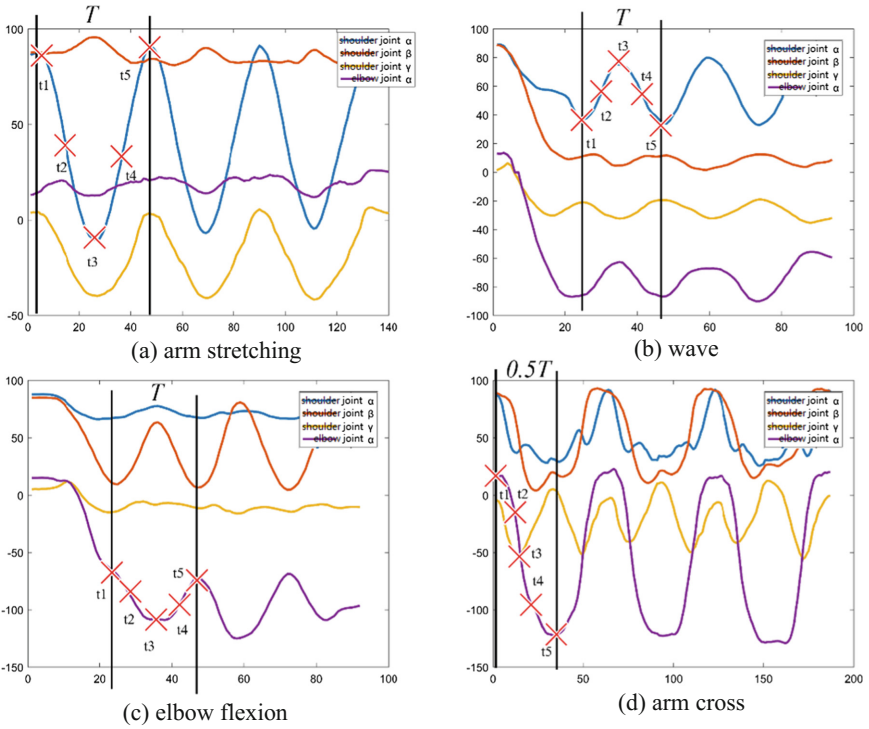 T
100
50
0
-50
0
20
40
60
80
100
120
140
shoulder joint α
shoulder joint β
shoulder joint γ
elbow joint α
t1
t2
t3
t4
t5
(a) arm stretching
T
100
80
60
40
20
0
-20
-40
-60
-80
-100
0
20
40
60
80
100
shoulder joint α
shoulder joint β
shoulder joint γ
elbow joint α
t1
t2
t3
t4
t5
(b) wave
T
100
50
0
-50
-100
-150
0
20
40
60
80
100
shoulder joint α
shoulder joint β
shoulder joint γ
elbow joint α
t1
t2
t3
t4
t5
(c) elbow flexion
0.5T
100
50
0
-50
-100
-150
0
50
100
150
200
shoulder joint α
shoulder joint β
shoulder joint γ
elbow joint α
t1
t2
t3
t4
t5
(d) arm cross